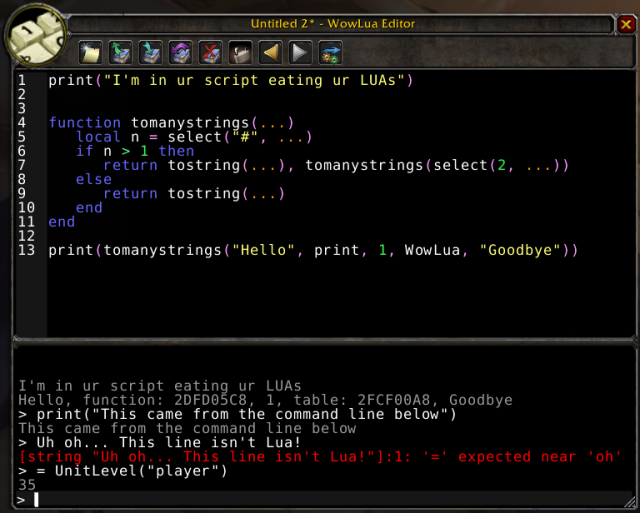 Untitled 2* - WowLua Editor
1 print("I'm in ur script eating ur LUAs")
2
3
4 function tomanystrings(...)
5    local n = select("#", ...)
6    if n > 1 then
7       return tostring(...), tomanystrings(select(2, ...))
8    else
9       return tostring(...)
10    end
11 end
12
13 print(tomanystrings("Hello", print, 1, WowLua, "Goodbye"))
I'm in ur script eating ur LUAs
Hello, function: 2DFD05C8, 1, table: 2FCF00A8, Goodbye
> print("This came from the command line below")
This came from the command line below
> Uh oh... This line isn't Lua!
[string "Uh oh... This line isn't Lua!"]:1: '=' expected near 'oh'
> = UnitLevel("player")
35
>